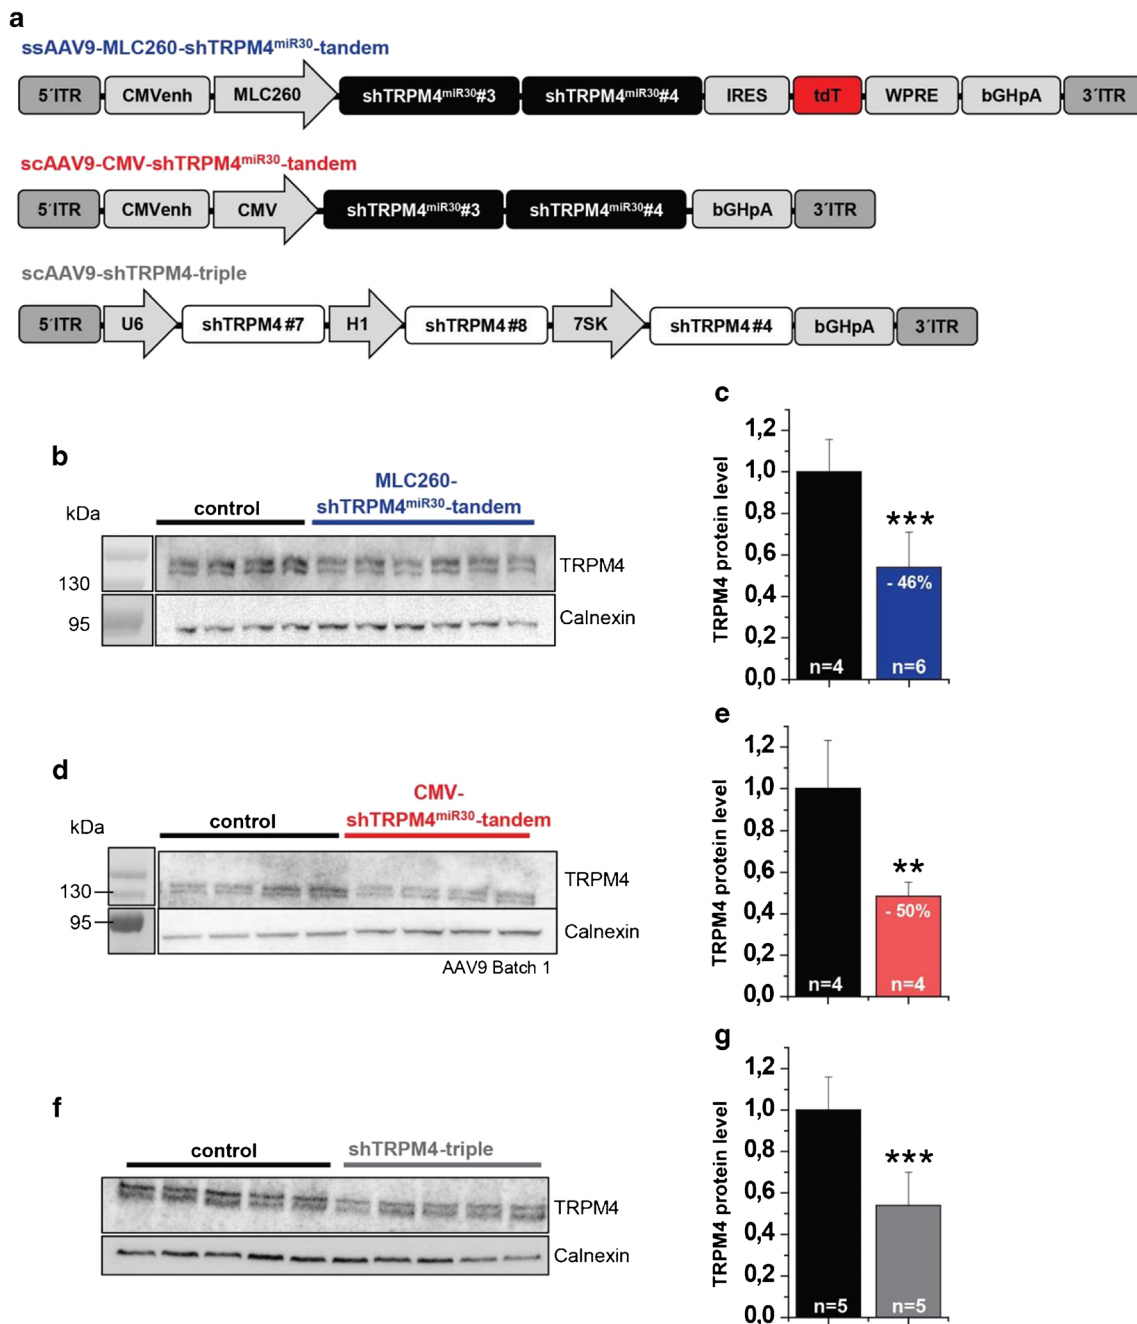 a
ssAAV9-MLC260-shTRPM4miR30-tandem
5´ITR CMVenh MLC260 shTRPM4miR30#3 shTRPM4miR30#4 IRES tdT WPRE bGHpA 3´ITR
scAAV9-CMV-shTRPM4miR30-tandem
5´ITR CMVenh CMV shTRPM4miR30#3 shTRPM4miR30#4 bGHpA 3´ITR
scAAV9-shTRPM4-triple
5´ITR U6 shTRPM4#7 H1 shTRPM4#8 7SK shTRPM4#4 bGHpA 3´ITR
b
kDa
control
MLC260-
shTRPM4miR30-tandem
130
TRPM4
95
Calnexin
c
TRPM4 protein level
1,2
1,0
0,8
0,6
0,4
0,2
0,0
***
- 46%
n=4
n=6
d
kDa
control
CMV-
shTRPM4miR30-tandem
130
TRPM4
95
Calnexin
AAV9 Batch 1
e
TRPM4 protein level
1,2
1,0
0,8
0,6
0,4
0,2
0,0
**
- 50%
n=4
n=4
f
control
shTRPM4-triple
TRPM4
Calnexin
g
TRPM4 protein level
1,2
1,0
0,8
0,6
0,4
0,2
0,0
***
n=5
n=5